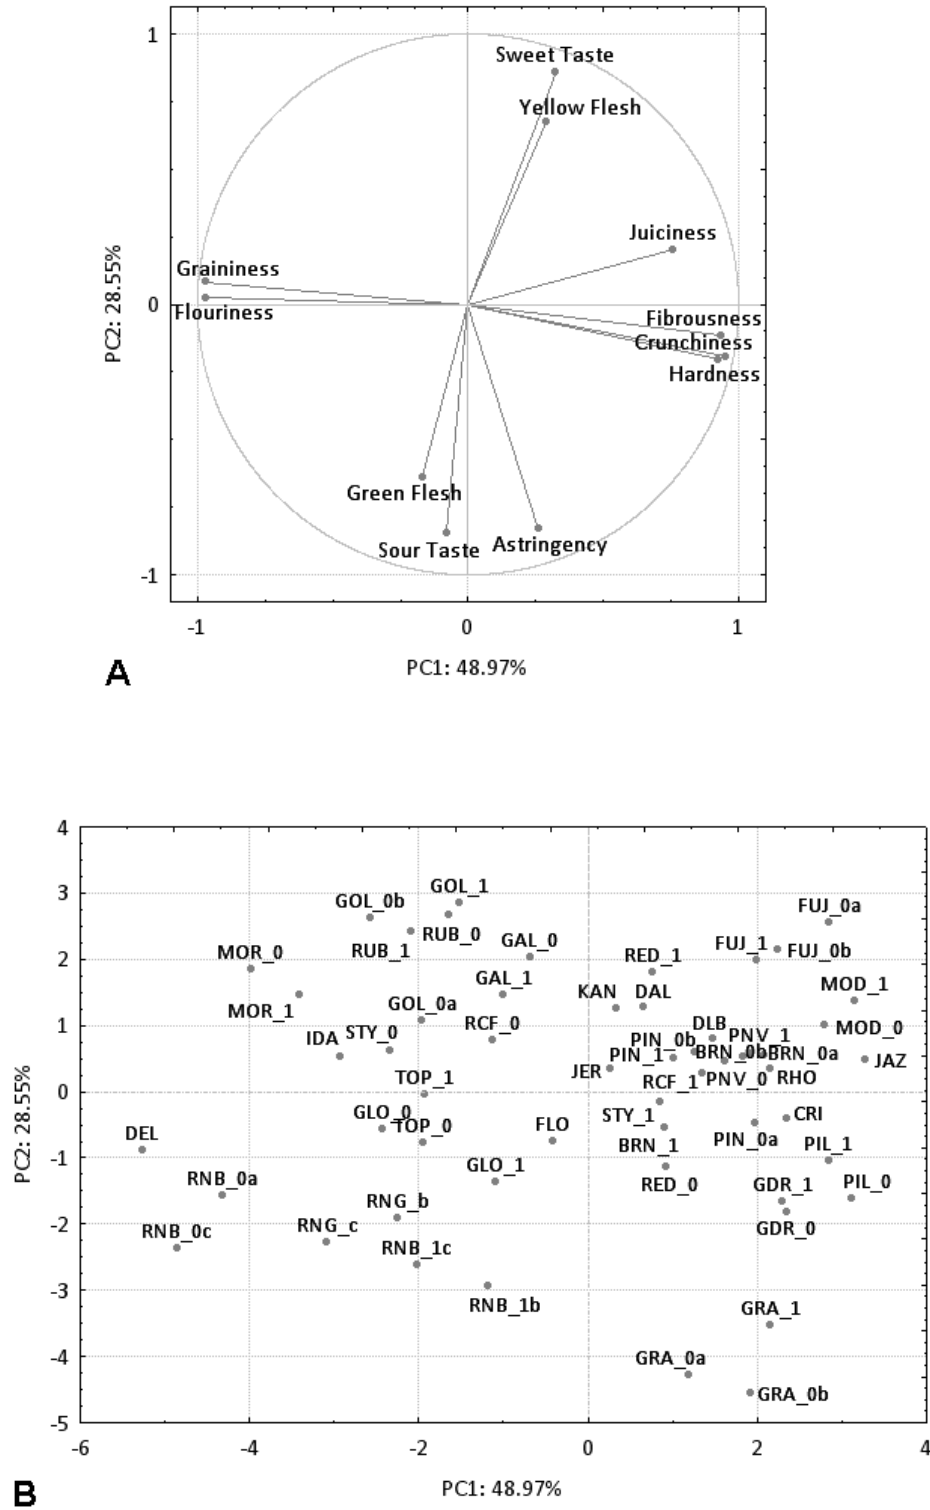 1
Sweet Taste
Yellow Flesh
Juiciness
PC2: 28.55%
Graininess
0
Flouriness
Fibrousness
Crunchiness
Hardness
Green Flesh
Sour Taste
Astringency
-1
-1 0 1
A
PC1: 48.97%
4
3
GOL_1
GOL_0b
FUJ_0a
RUB_0
GAL_0
FUJ_1
FUJ_0b
2
MOR_0
RUB_1
RED_1
GAL_1
KAN
DAL
MOD_1
MOR_1
GOL_0a
RCF_0
1
DLB
PNV_1
MOD_0
IDA
STY_0
PIN_0b
PIN_1
BRN_0b
BRN_0a
JAZ
JER
TOP_1
RCF_1
PNV_0
RHO
0
PC2: 28.55%
GLO_0
STY_1
CRI
DEL
TOP_0
FLO
BRN_1
PIN_0a
PIL_1
-1
RNB_0a
GLO_1
RED_0
GDR_1
PIL_0
RNG_b
-2
RNB_0c
RNG_c
GDR_0
RNB_1c
-3
RNB_1b
GRA_1
-4
GRA_0a
GRA_0b
-5
-6 -4 -2 0 2 4
PC1: 48.97%
B